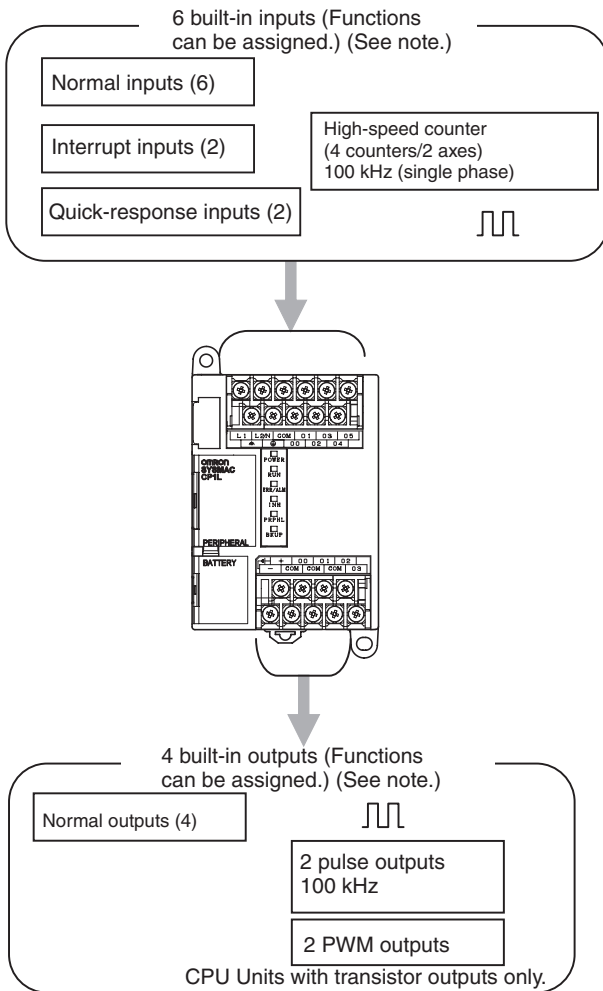 6 built-in inputs (Functions
can be assigned.) (See note.)
Normal inputs (6)
Interrupt inputs (2)
Quick-response inputs (2)
High-speed counter
(4 counters/2 axes)
100 kHz (single phase)
L1 L2/N COM 01 03 05
00 02 04
OMRON
SYSMAC
CP1L
POWER
RUN
ERR/ALM
INH
PRPHL
BKUP
PERIPHERAL
BATTERY
+ 00 01 02
- COM COM COM 03
4 built-in outputs (Functions
can be assigned.) (See note.)
Normal outputs (4)
2 pulse outputs
100 kHz
2 PWM outputs
CPU Units with transistor outputs only.